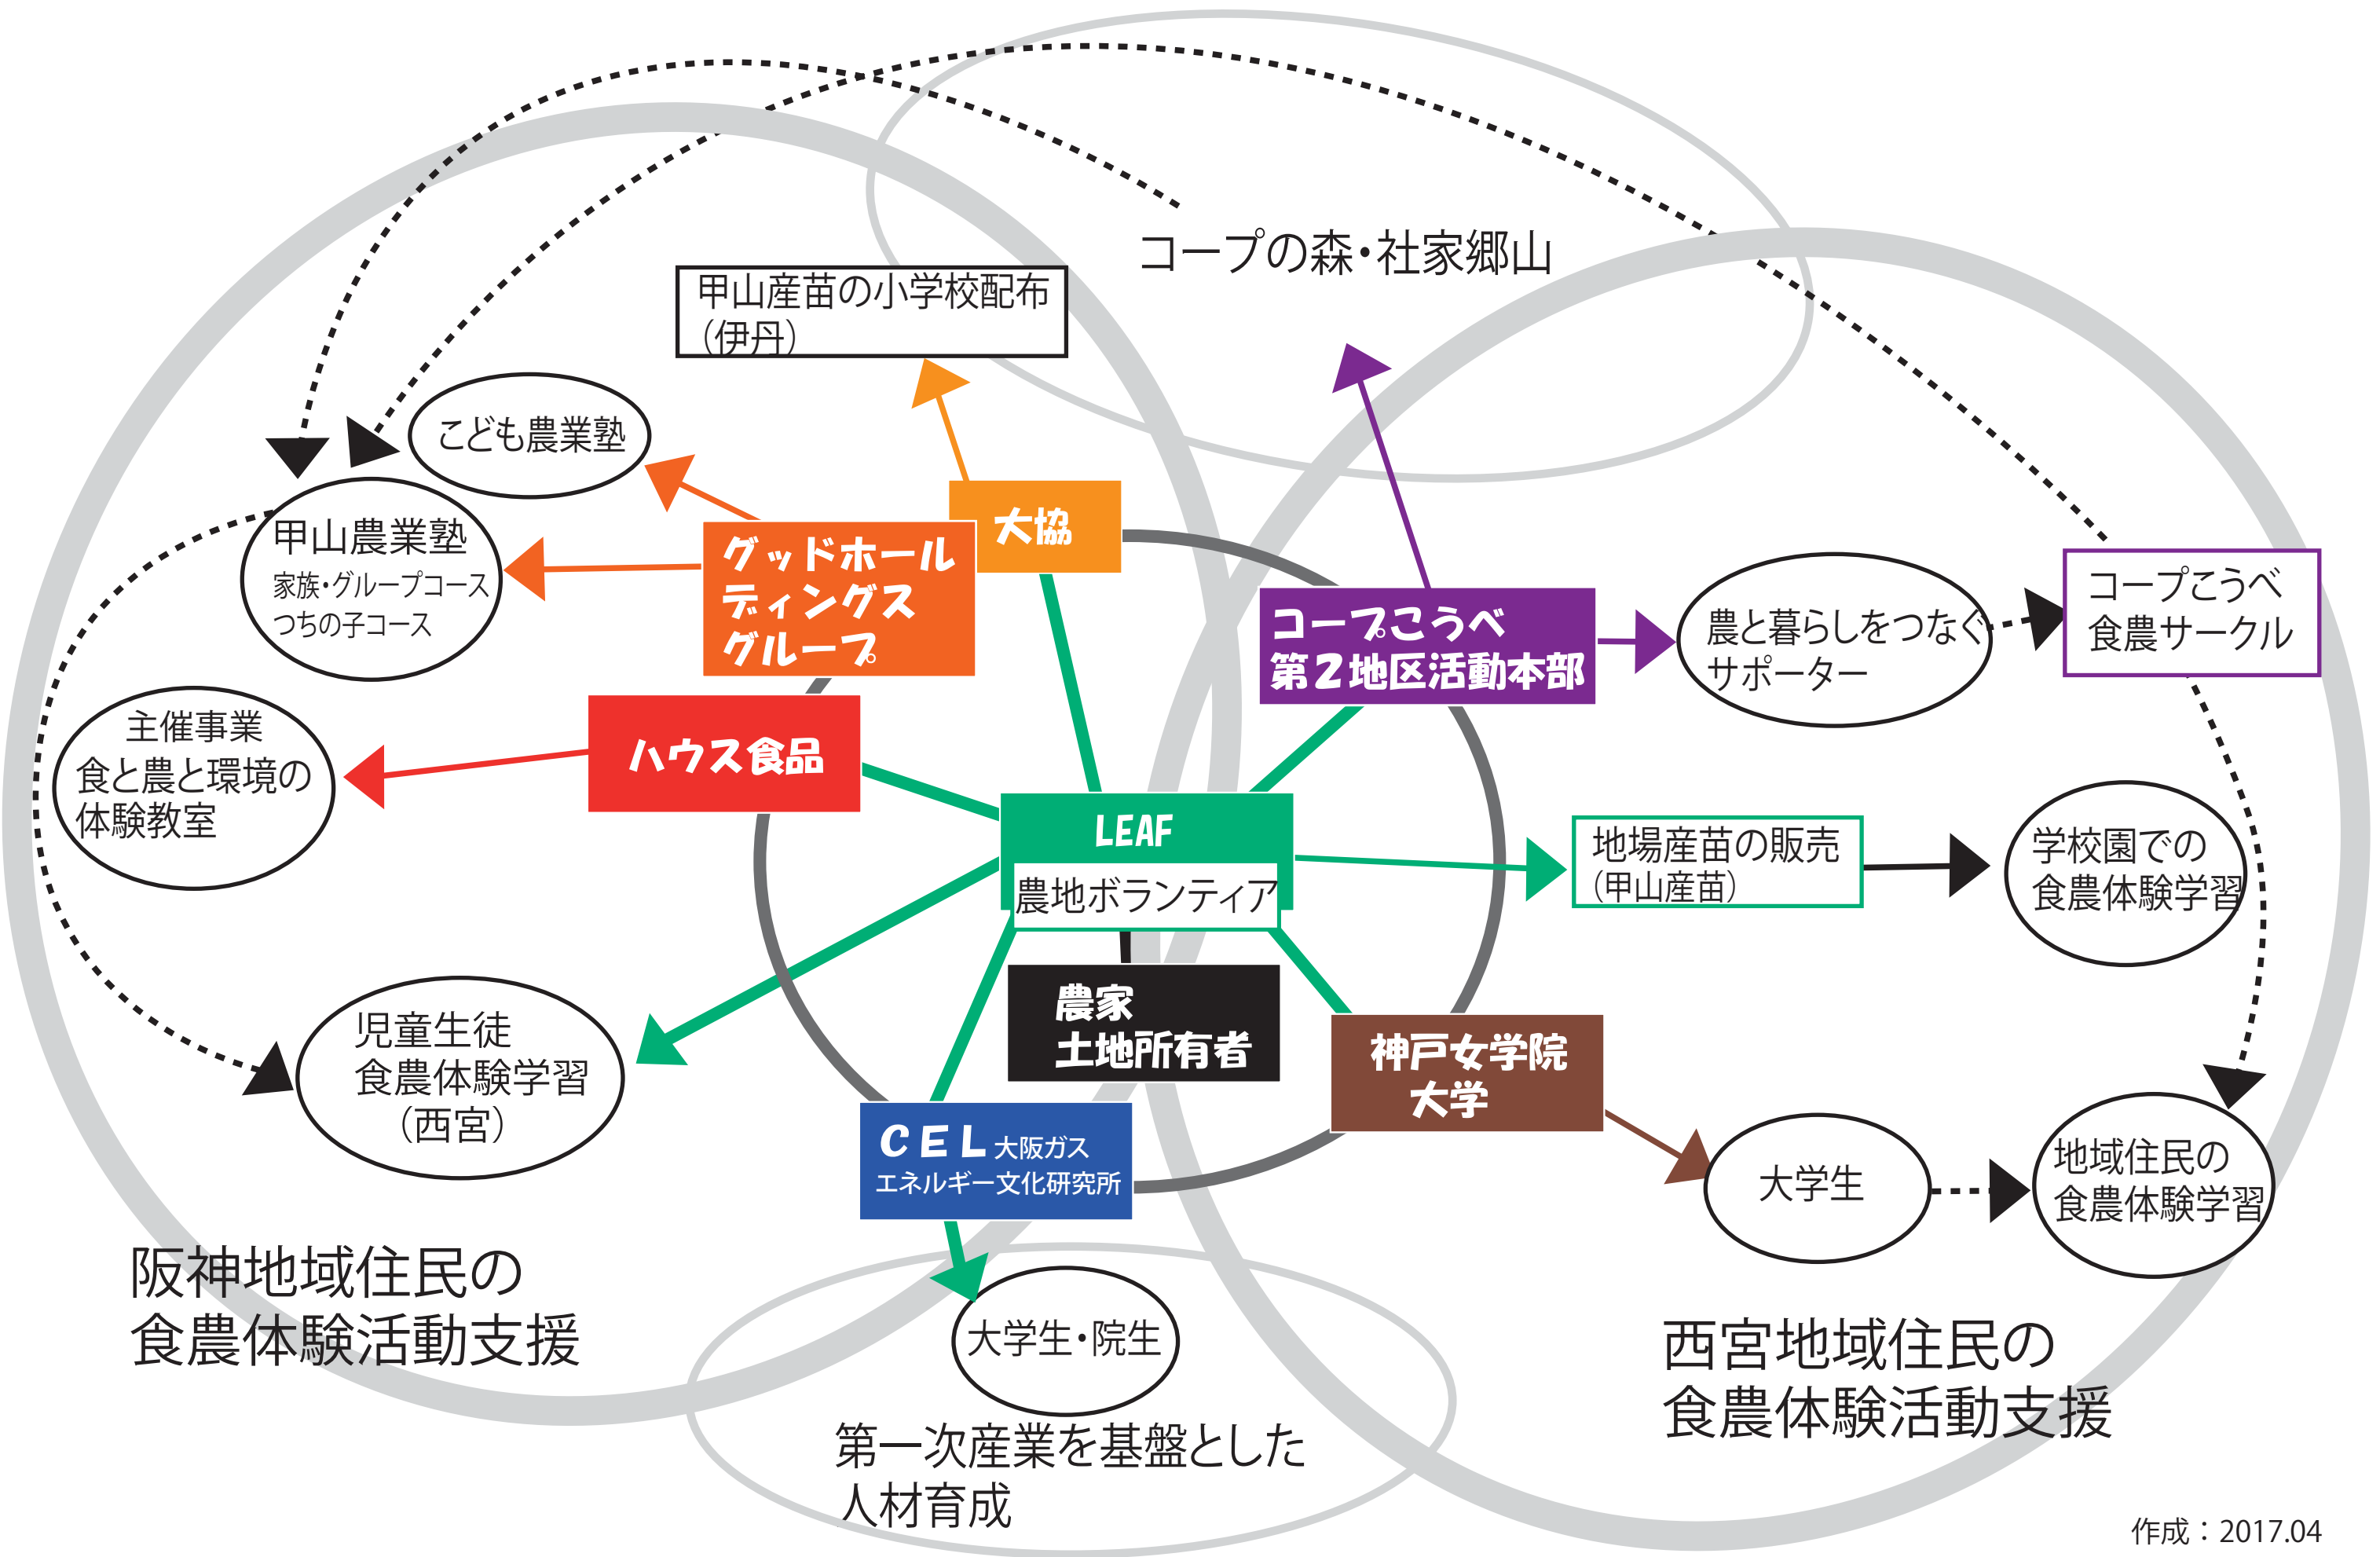 コープの森・社家郷山
甲山産苗の小学校配布
（伊丹）
こども農業塾
大協
甲山農業塾
家族・グループコース
つちの子コース
グッドホール
ディングス
グループ
コープこうべ
第２地区活動本部
農と暮らしをつなぐ
サポーター
コープこうべ
食農サークル
主催事業
食と農と環境の
体験教室
ハウス食品
LEAF
農地ボランティア
地場産苗の販売
（甲山産苗）
学校園での
食農体験学習
児童生徒
食農体験学習
（西宮）
農家
土地所有者
神戸女学院
大学
ＣＥＬ大阪ガス
エネルギー文化研究所
大学生
地域住民の
食農体験学習
阪神地域住民の
食農体験活動支援
大学生・院生
第一次産業を基盤とした
人材育成
西宮地域住民の
食農体験活動支援
作成：2017.04